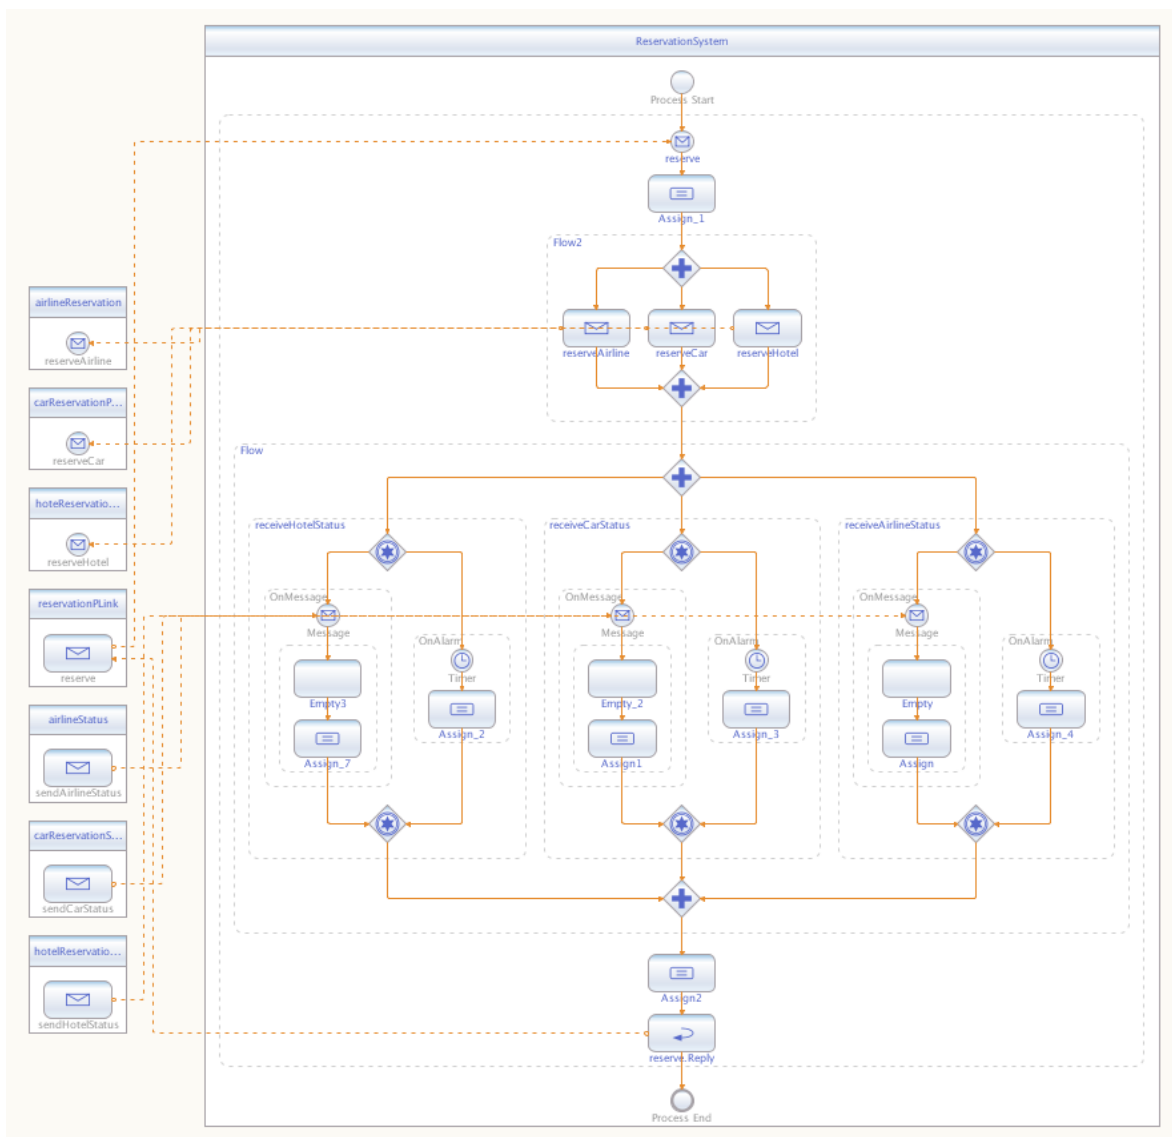 ReservationSystem
Process Start
reserve
Assign_1
Flow2
airlineReservation
reserveAirline
reserveAirline
reserveCar
reserveHotel
carReservationP...
reserveCar
Flow
hoteReservatio...
reserveHotel
receiveHotelStatus
receiveCarStatus
receiveAirlineStatus
reservationPLink
reserve
OnMessage
OnMessage
OnMessage
Message
Message
Message
OnAlarm
OnAlarm
OnAlarm
Timer
Timer
Timer
Empty3
Empty_2
Empty
airlineStatus
sendAirlineStatus
Assign_2
Assign_3
Assign_4
Assign_7
Assign1
Assign
carReservationS...
sendCarStatus
hotelReservatio...
sendHotelStatus
Assign2
reserve.Reply
Process End